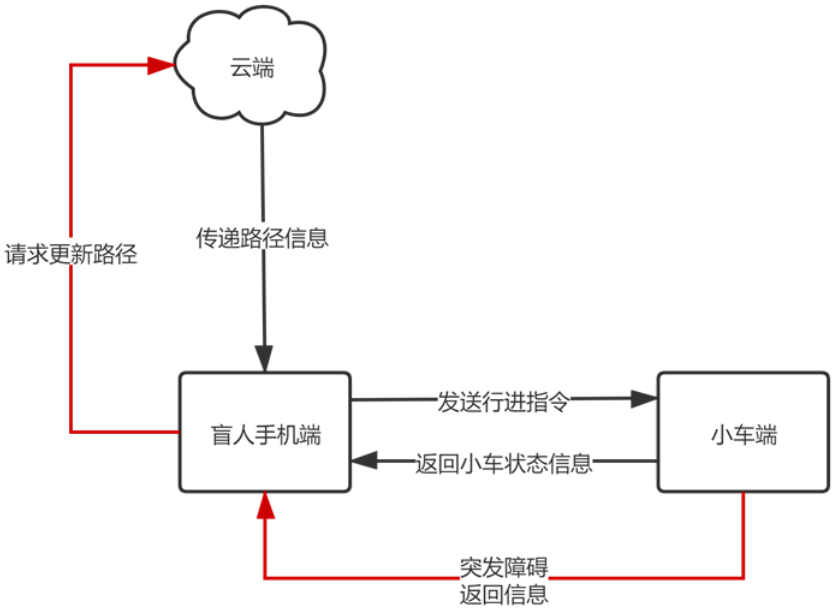 云端
传递路径信息
请求更新路径
发送行进指令
盲人手机端
小车端
返回小车状态信息
突发障碍
返回信息